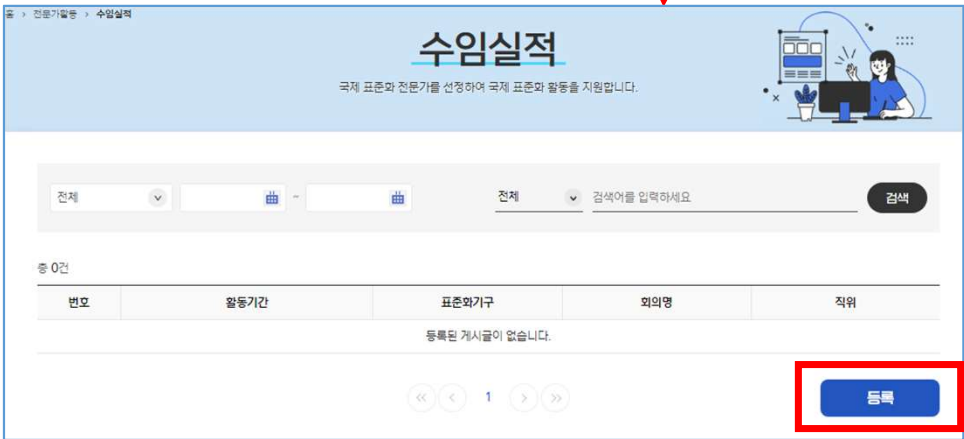 홈 > 전문가활동 > 수임실적
수임실적
국제 표준화 전문가를 선정하여 국제 표준화 활동을 지원합니다.
전체 ~ 전체 검색어를 입력하세요 검색
총 0건
번호 활동기간 표준화기구 회의명 직위
등록된 게시글이 없습니다.
« < 1 > »
등록